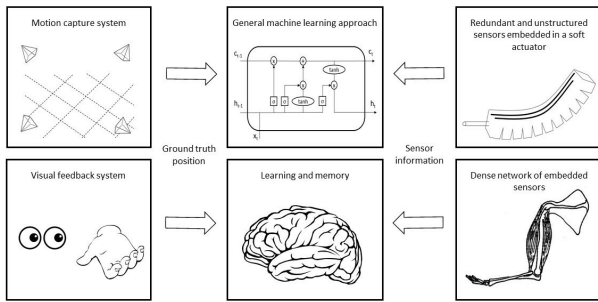 Motion capture system
General machine learning approach
Redundant and unstructured
sensors embedded in a soft
actuator
c t-1
c t
x
+
tanh
x
x
σ
σ
tanh
σ
h t-1
h t
x t
Ground truth
position
Sensor
information
Visual feedback system
Learning and memory
Dense network of embedded
sensors